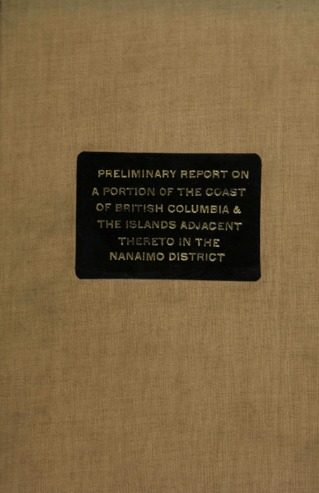 PRELIMINARY REPORT ON
A PORTION OF THE COAST
OF BRITISH COLUMBIA &
THE ISLANDS ADJACENT
THERETO IN THE
NANAIMO DISTRICT